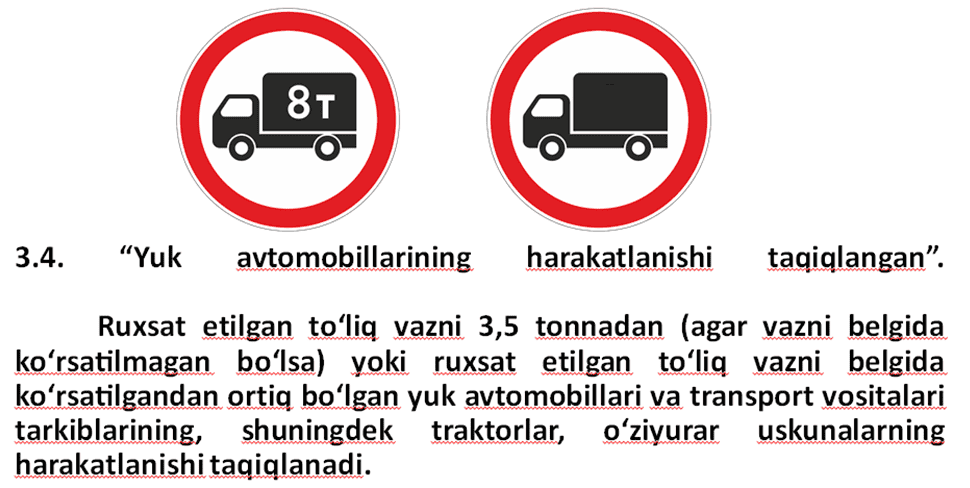 8т
3.4. “Yuk avtomobillarining harakatlanishi taqiqlangan”.
Ruxsat etilgan to‘liq vazni 3,5 tonnadan (agar vazni belgida
ko‘rsatilmagan bo‘lsa) yoki ruxsat etilgan to‘liq vazni belgida
ko‘rsatilgandan ortiq bo‘lgan yuk avtomobillari va transport vositalari
tarkiblarining, shuningdek traktorlar, o‘ziyurar uskunalarning
harakatlanishi taqiqlanadi.